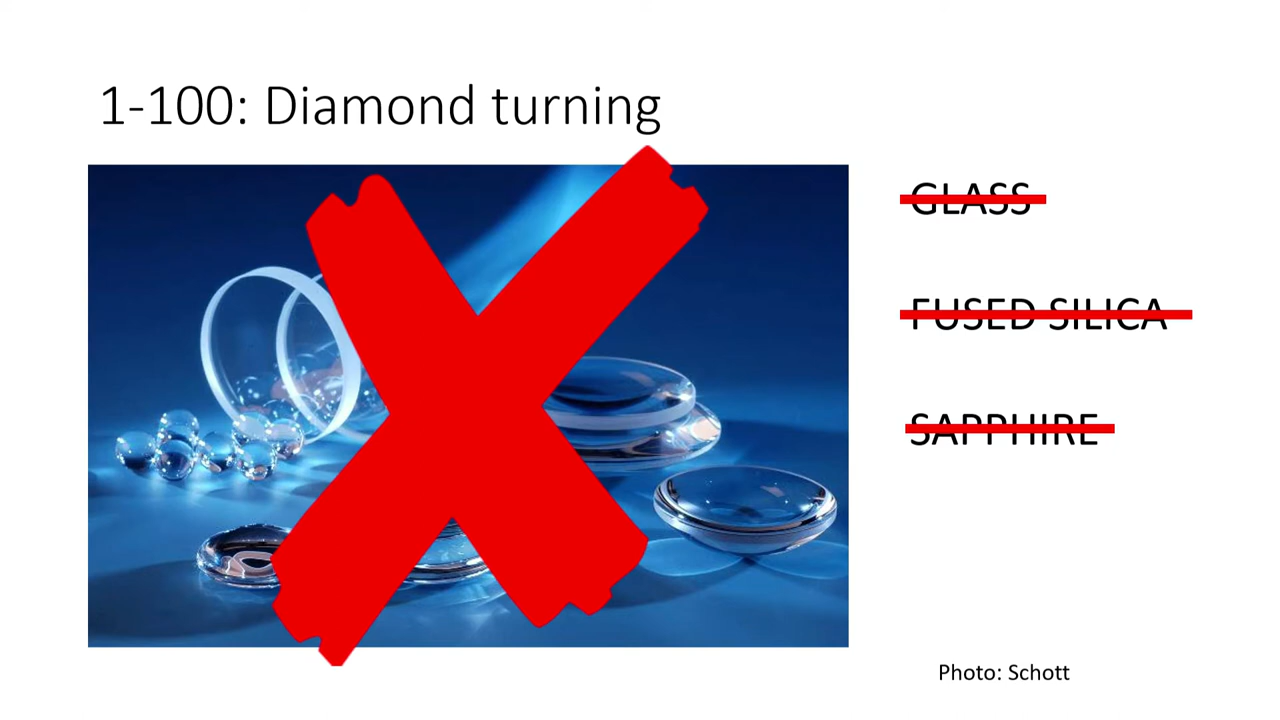 1-100: Diamond turning
GLASS
FUSED SILICA
SAPPHIRE
Photo: Schott